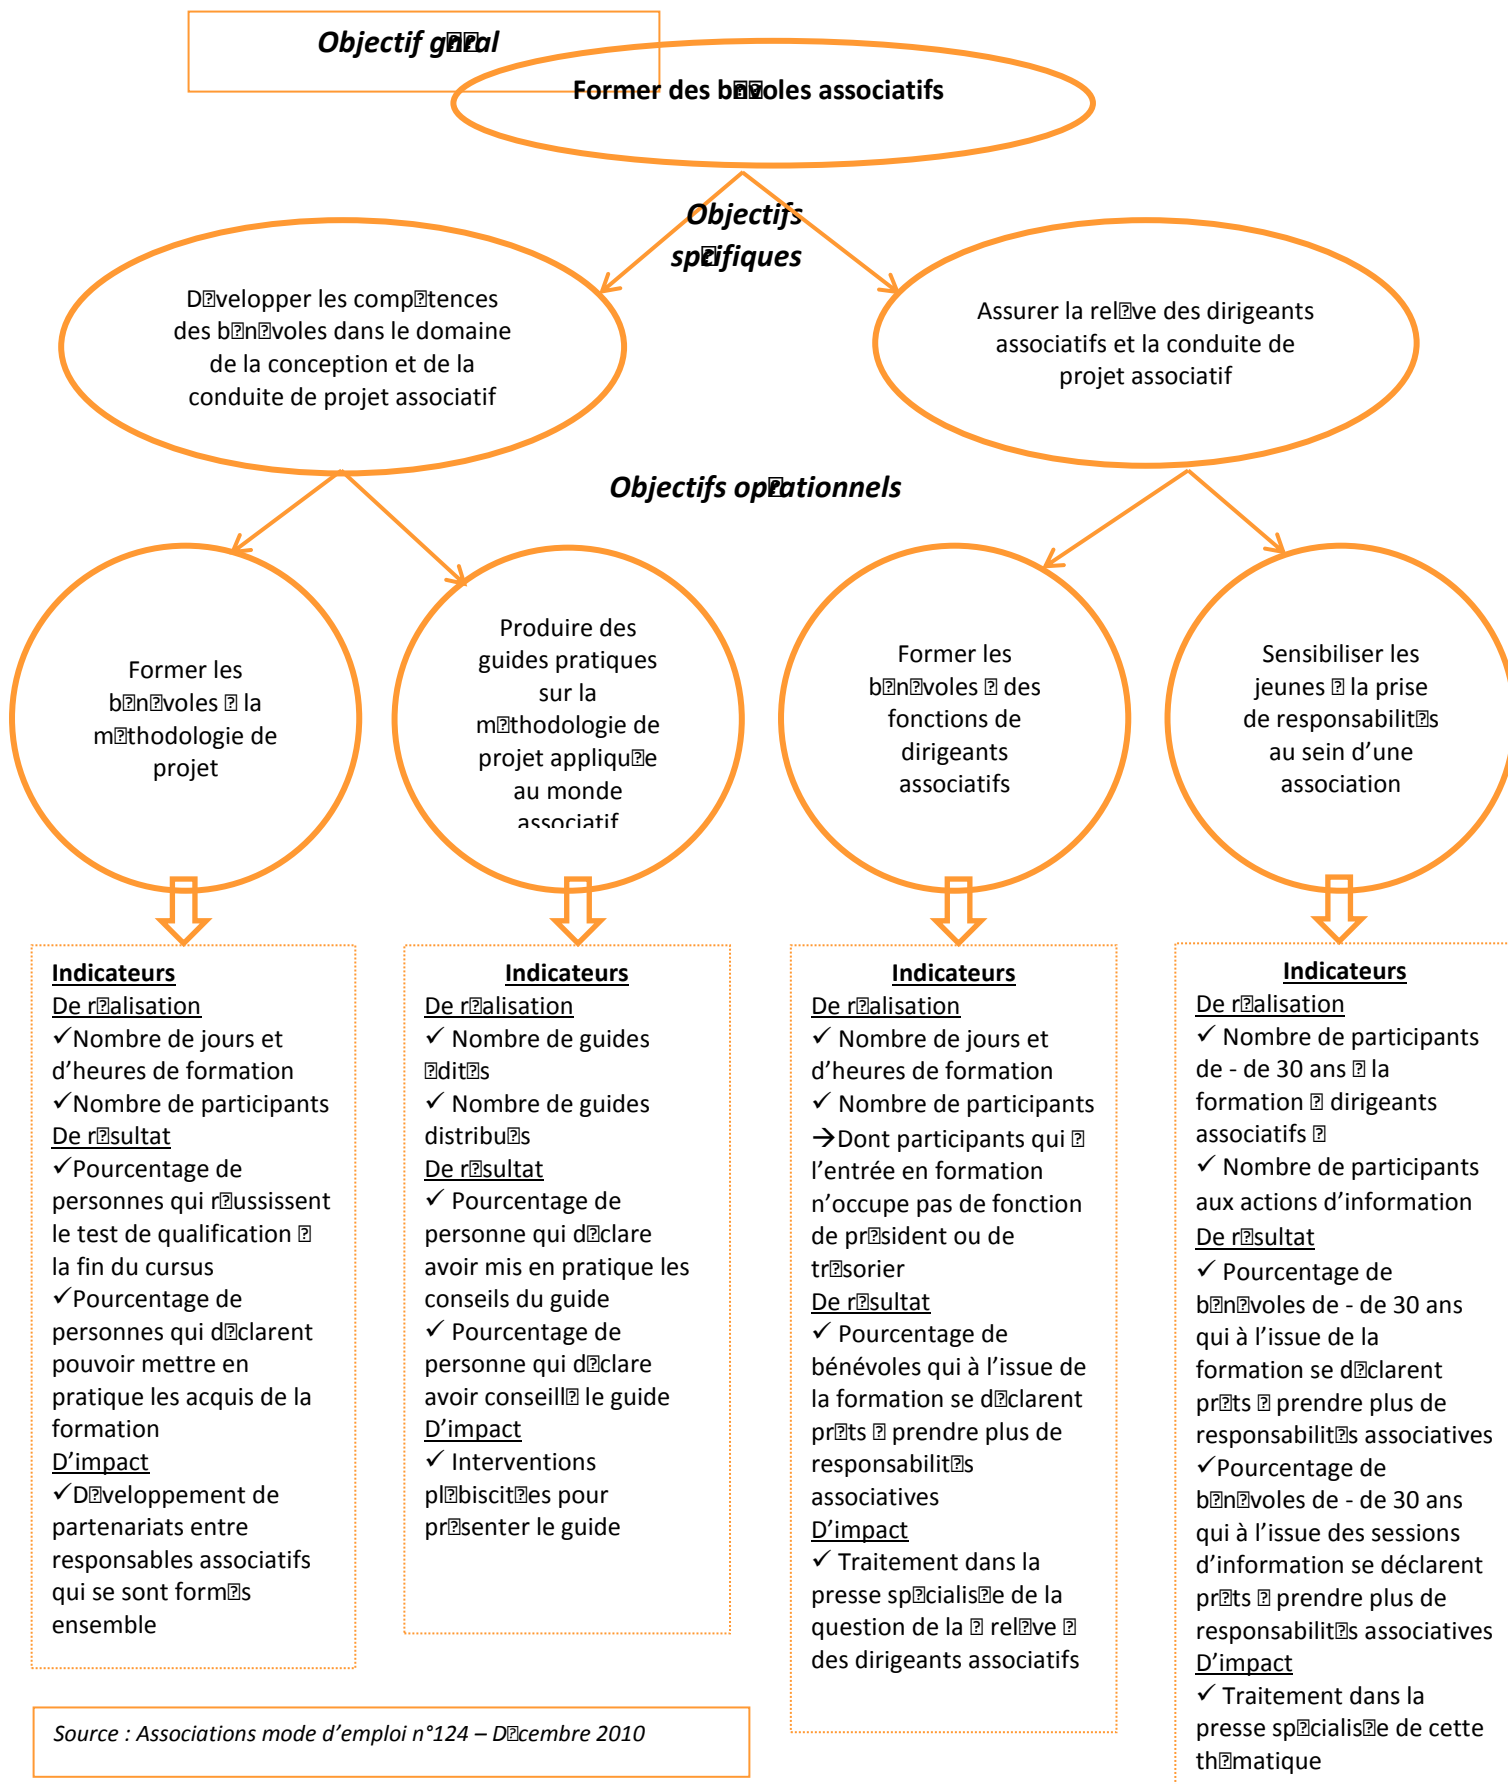 Objectif g⍰n⍰ral
Former des b⍰n⍰voles associatifs
Objectifs
sp⍰cifiques
D⍰velopper les comp⍰tences
des b⍰n⍰voles dans le domaine
de la conception et de la
conduite de projet associatif
Assurer la rel⍰ve des dirigeants
associatifs et la conduite de
projet associatif
Objectifs op⍰rationnels
Former les
b⍰n⍰voles ⍰ la
m⍰thodologie de
projet
Produire des
guides pratiques
sur la
m⍰thodologie de
projet appliqu⍰e
au monde
associatif
Former les
b⍰n⍰voles ⍰ des
fonctions de
dirigeants
associatifs
Sensibiliser les
jeunes ⍰ la prise
de responsabilit⍰s
au sein d’une
association
Indicateurs
De r⍰alisation
✓Nombre de jours et
d’heures de formation
✓Nombre de participants
De r⍰sultat
✓Pourcentage de
personnes qui r⍰ussissent
le test de qualification ⍰
la fin du cursus
✓Pourcentage de
personnes qui d⍰clarent
pouvoir mettre en
pratique les acquis de la
formation
D’impact
✓D⍰veloppement de
partenariats entre
responsables associatifs
qui se sont form⍰s
ensemble
Indicateurs
De r⍰alisation
✓ Nombre de guides
⍰dit⍰s
✓ Nombre de guides
distribu⍰s
De r⍰sultat
✓ Pourcentage de
personne qui d⍰clare
avoir mis en pratique les
conseils du guide
✓ Pourcentage de
personne qui d⍰clare
avoir conseill⍰ le guide
D’impact
✓ Interventions
pl⍰biscit⍰es pour
pr⍰senter le guide
Indicateurs
De r⍰alisation
✓ Nombre de jours et
d’heures de formation
✓ Nombre de participants
→Dont participants qui ⍰
l’entrée en formation
n’occupe pas de fonction
de pr⍰sident ou de
tr⍰sorier
De r⍰sultat
✓ Pourcentage de
bénévoles qui à l’issue de
la formation se d⍰clarent
pr⍰ts ⍰ prendre plus de
responsabilit⍰s
associatives
D’impact
✓ Traitement dans la
presse sp⍰cialis⍰e de la
question de la ⍰ rel⍰ve ⍰
des dirigeants associatifs
Indicateurs
De r⍰alisation
✓ Nombre de participants
de - de 30 ans ⍰ la
formation ⍰ dirigeants
associatifs ⍰
✓ Nombre de participants
aux actions d’information
De r⍰sultat
✓ Pourcentage de
b⍰n⍰voles de - de 30 ans
qui à l’issue de la
formation se d⍰clarent
pr⍰ts ⍰ prendre plus de
responsabilit⍰s associatives
✓Pourcentage de
b⍰n⍰voles de - de 30 ans
qui à l’issue des sessions
d’information se déclarent
pr⍰ts ⍰ prendre plus de
responsabilit⍰s associatives
D’impact
✓ Traitement dans la
presse sp⍰cialis⍰e de cette
th⍰matique
Source : Associations mode d’emploi n°124 – D⍰cembre 2010